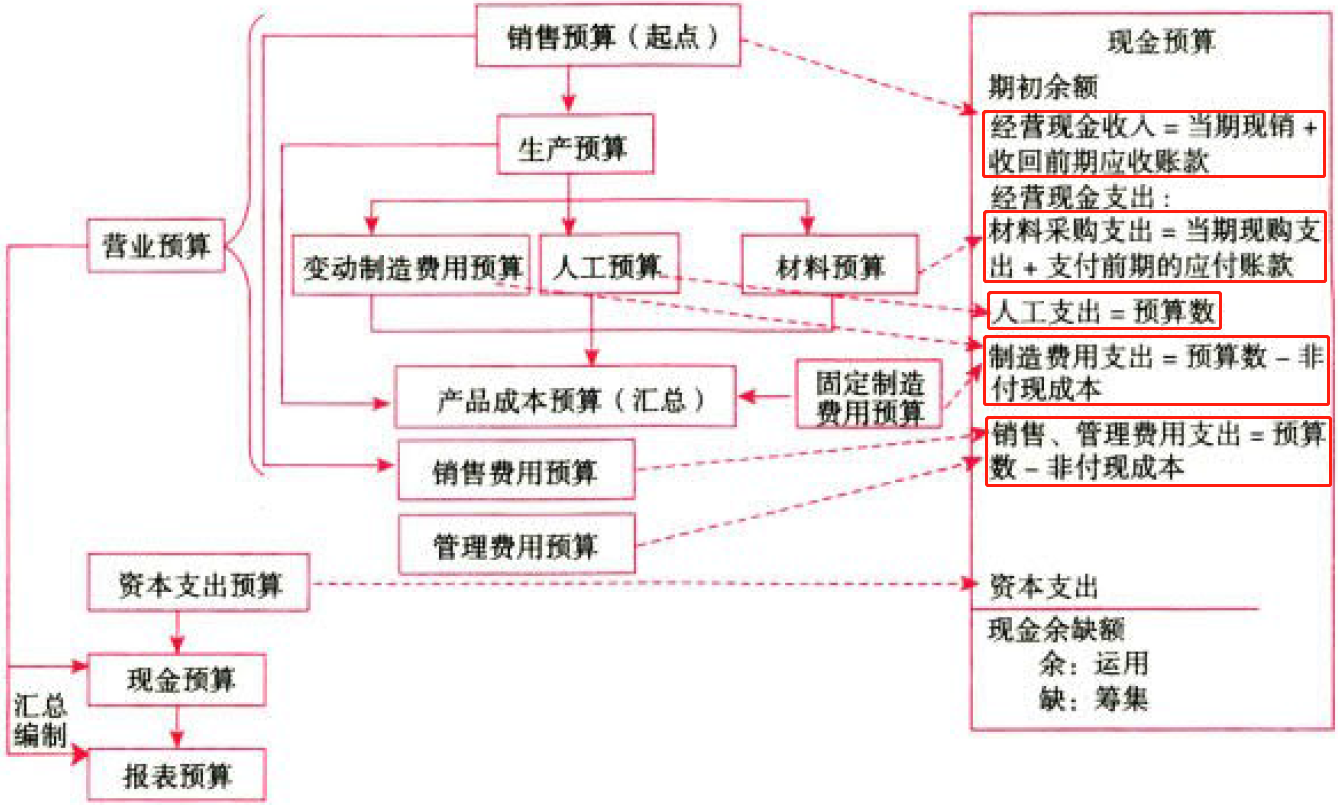 销售预算（起点）
生产预算
营业预算
变动制造费用预算
人工预算
材料预算
产品成本预算（汇总）
固定制造
费用预算
销售费用预算
管理费用预算
资本支出预算
现金预算
汇总
编制
报表预算
现金预算
期初余额
经营现金收人 = 当期现销 +
收回前期应收账款
经营现金支出：
材料采购支出 = 当期现购支
出 + 支付前期的应付账款
人工支出 = 预算数
制造费用支出 = 预算数 - 非
付现成本
销售、管理费用支出 = 预算
数 - 非付现成本
资本支出
现金余缺额
余：运用
缺：筹集